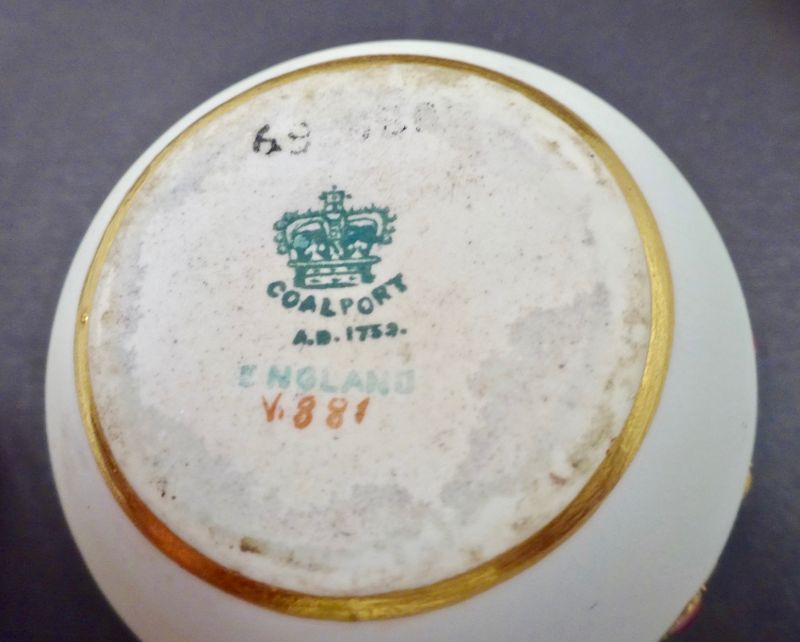 COALPORT
A.D. 1750.
ENGLAND
V.881